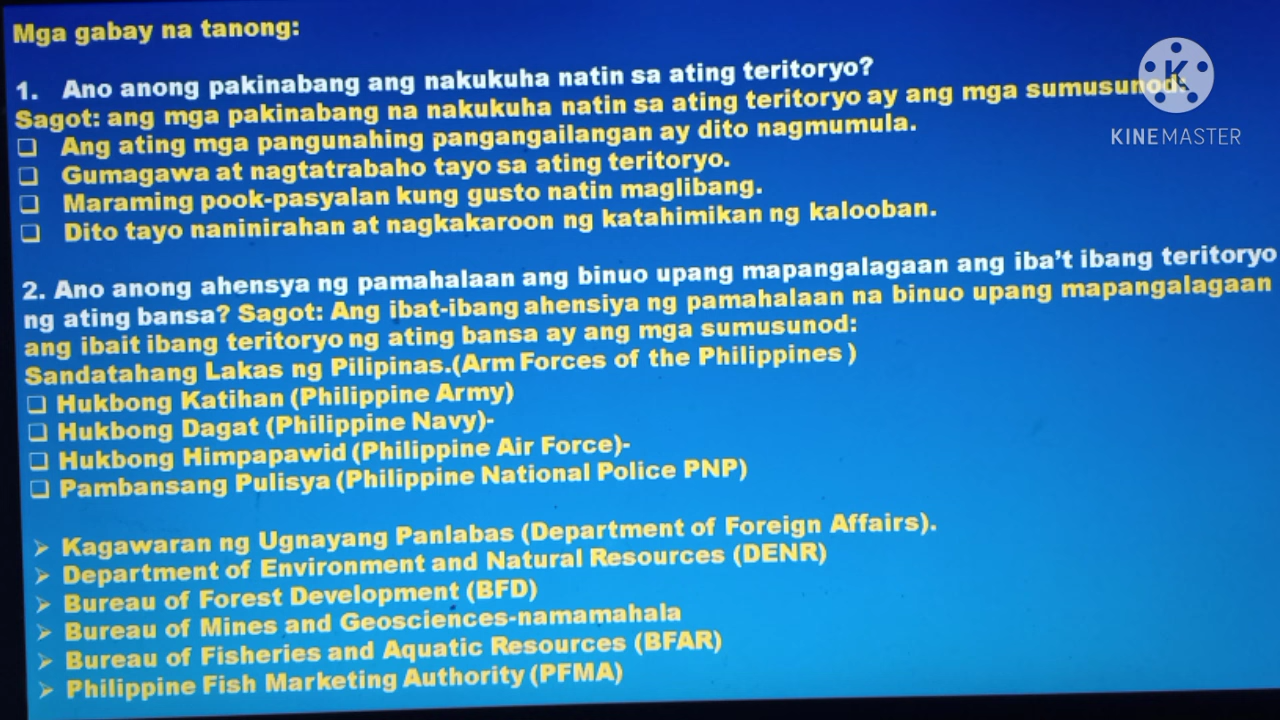 Mga gabay na tanong:
1. Ano anong pakinabang ang nakukuha natin sa ating teritoryo?
Sagot: ang mga pakinabang na nakukuha natin sa ating teritoryo ay ang mga sumusunod:
❑ Ang ating mga pangunahing pangangailangan ay dito nagmumula.
❑ Gumagawa at nagtatrabaho tayo sa ating teritoryo.
❑ Maraming pook-pasyalan kung gusto natin maglibang.
❑ Dito tayo naninirahan at nagkakaroon ng katahimikan ng kalooban.
2. Ano anong ahensya ng pamahalaan ang binuo upang mapangalagaan ang iba't ibang teritoryo
ng ating bansa? Sagot: Ang ibat-ibang ahensiya ng pamahalaan na binuo upang mapangalagaan
ang ibait ibang teritoryo ng ating bansa ay ang mga sumusunod:
Sandatahang Lakas ng Pilipinas.(Arm Forces of the Philippines )
❑ Hukbong Katihan (Philippine Army)
❑ Hukbong Dagat (Philippine Navy)-
❑ Hukbong Himpapawid (Philippine Air Force)-
❑ Pambansang Pulisya (Philippine National Police PNP)
➢ Kagawaran ng Ugnayang Panlabas (Department of Foreign Affairs).
➢ Department of Environment and Natural Resources (DENR)
➢ Bureau of Forest Development (BFD)
➢ Bureau of Mines and Geosciences-namamahala
➢ Bureau of Fisheries and Aquatic Resources (BFAR)
➢ Philippine Fish Marketing Authority (PFMA)
K
KINEMASTER